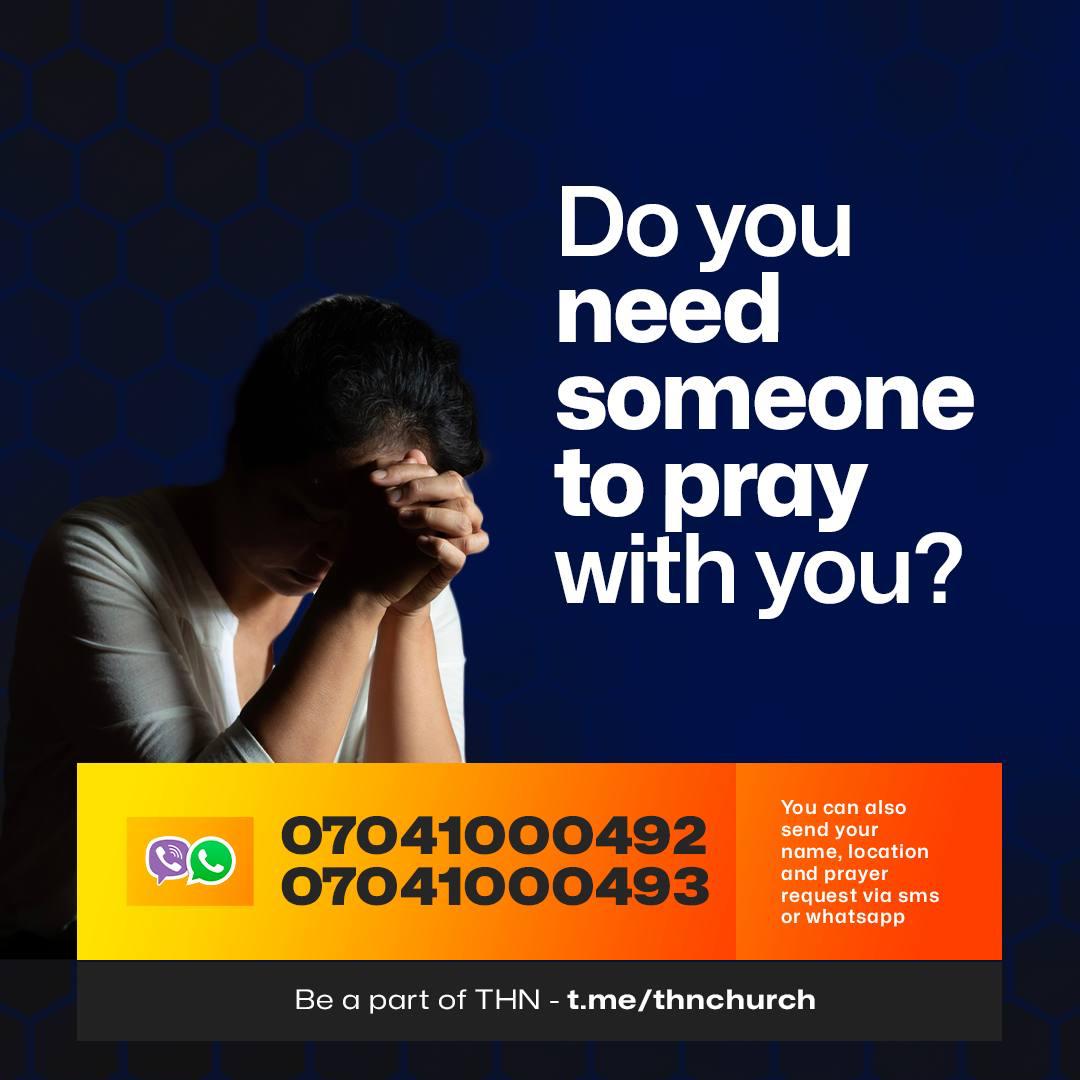 Do you
need
someone
to pray
with you?
07041000492
07041000493
You can also
send your
name, location
and prayer
request via sms
or whatsapp
Be a part of THN - t.me/thnchurch